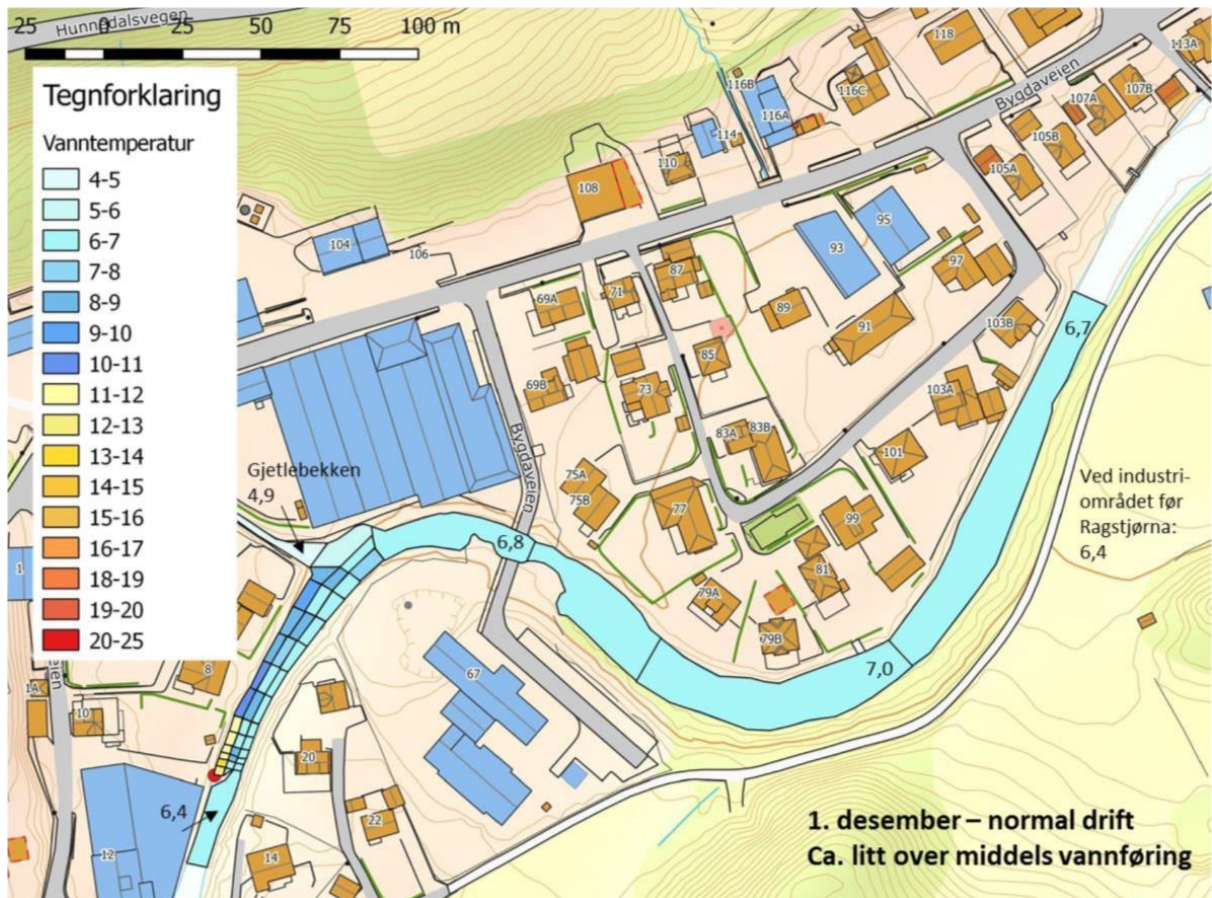 Hunnedalsvegen
25 0 25 50 75 100 m
Tegnforklaring
Vanntemperatur
4-5
5-6
6-7
7-8
8-9
9-10
10-11
11-12
12-13
13-14
14-15
15-16
16-17
18-19
19-20
20-25
118
113A
116B
116C
116A
107A
107B
114
105B
110
105A
108
Bygdaveien
95
104
93
106
97
87
71
69A
89
103B
6,7
91
85
69B
73
103A
83A
83B
Bygdaveien
101
Gjetlebekken
4,9
75A
75B
77
99
Ved industri-
området før
Ragstjørna:
6,4
6,8
1
81
79A
79B
67
8
7,0
1A
10
20
6,4
22
12
14
1. desember – normal drift
Ca. litt over middels vannføring